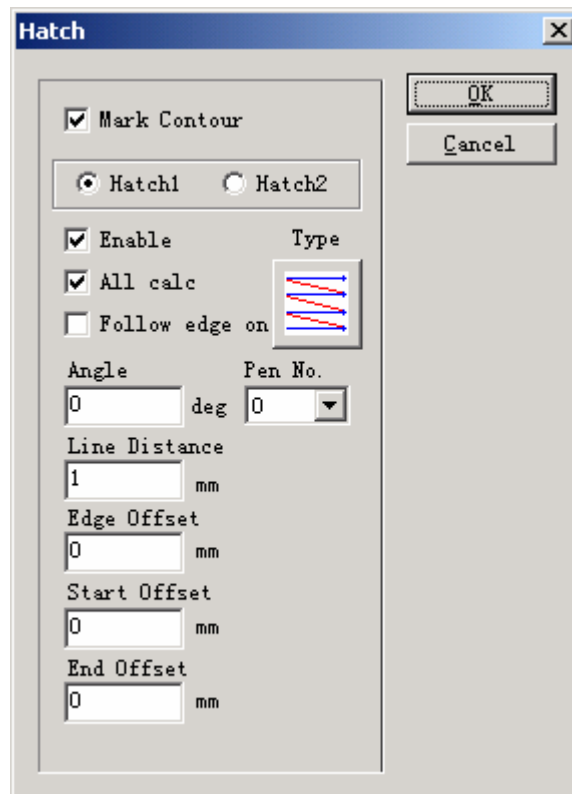 Hatch
OK
Mark Contour
Cancel
Hatch1 Hatch2
Enable Type
All calc
Follow edge on
Angle Pen No.
0 deg 0
Line Distance
1 mm
Edge Offset
0 mm
Start Offset
0 mm
End Offset
0 mm